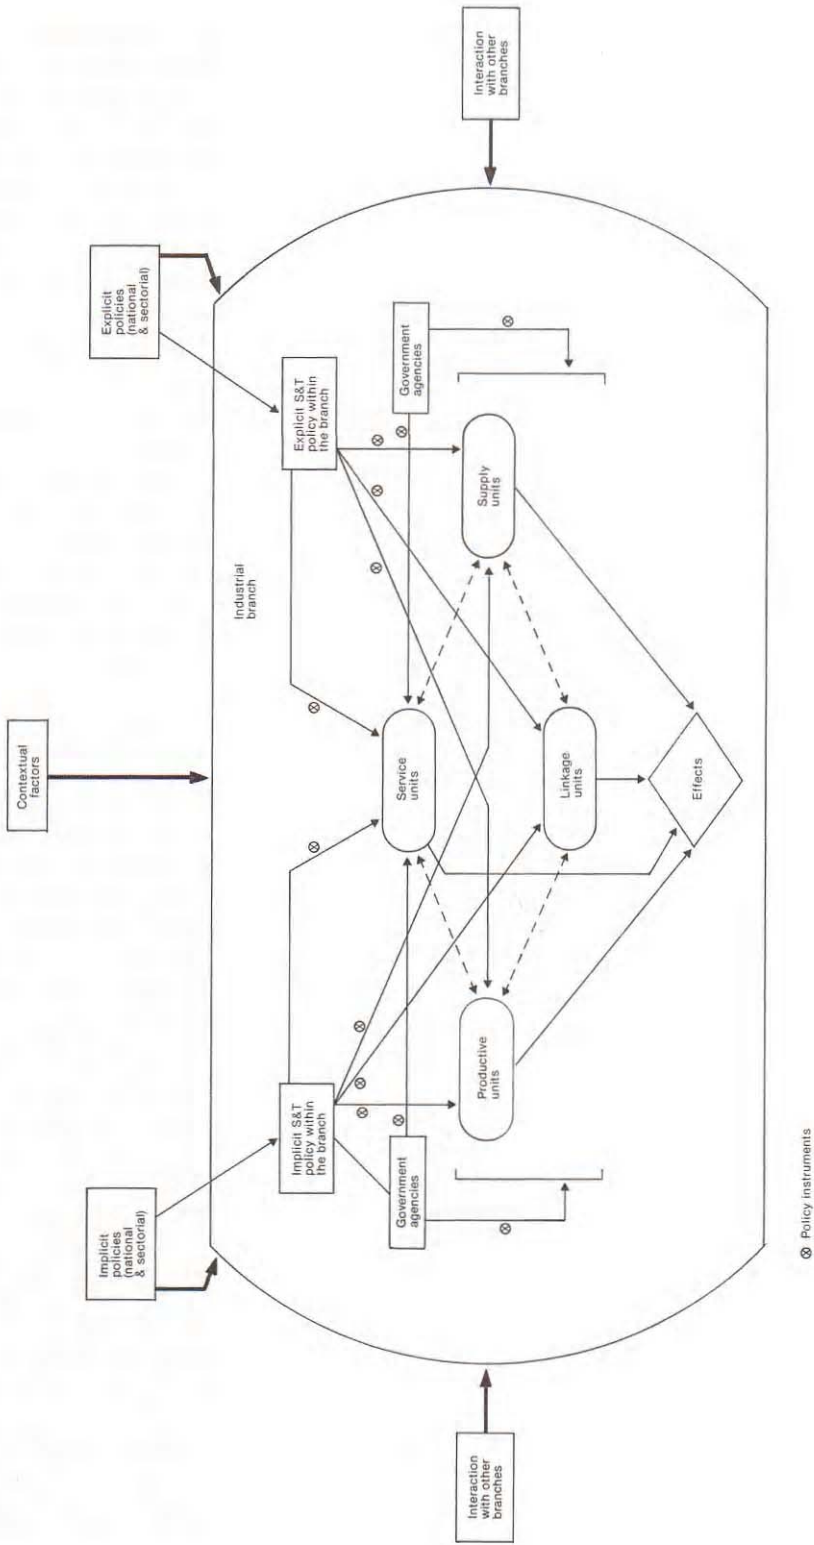 Contextual
factors
Implicit
policies
(national
& sectorial)
Explicit
policies
(national
& sectorial)
Industrial
branch
Implicit S&T
policy within
the branch
Explicit S&T
policy within
the branch
Government
agencies
Service
units
Government
agencies
Interaction
with other
branches
Productive
units
Supply
units
Interaction
with other
branches
Linkage
units
Effects
⊗ Policy instruments